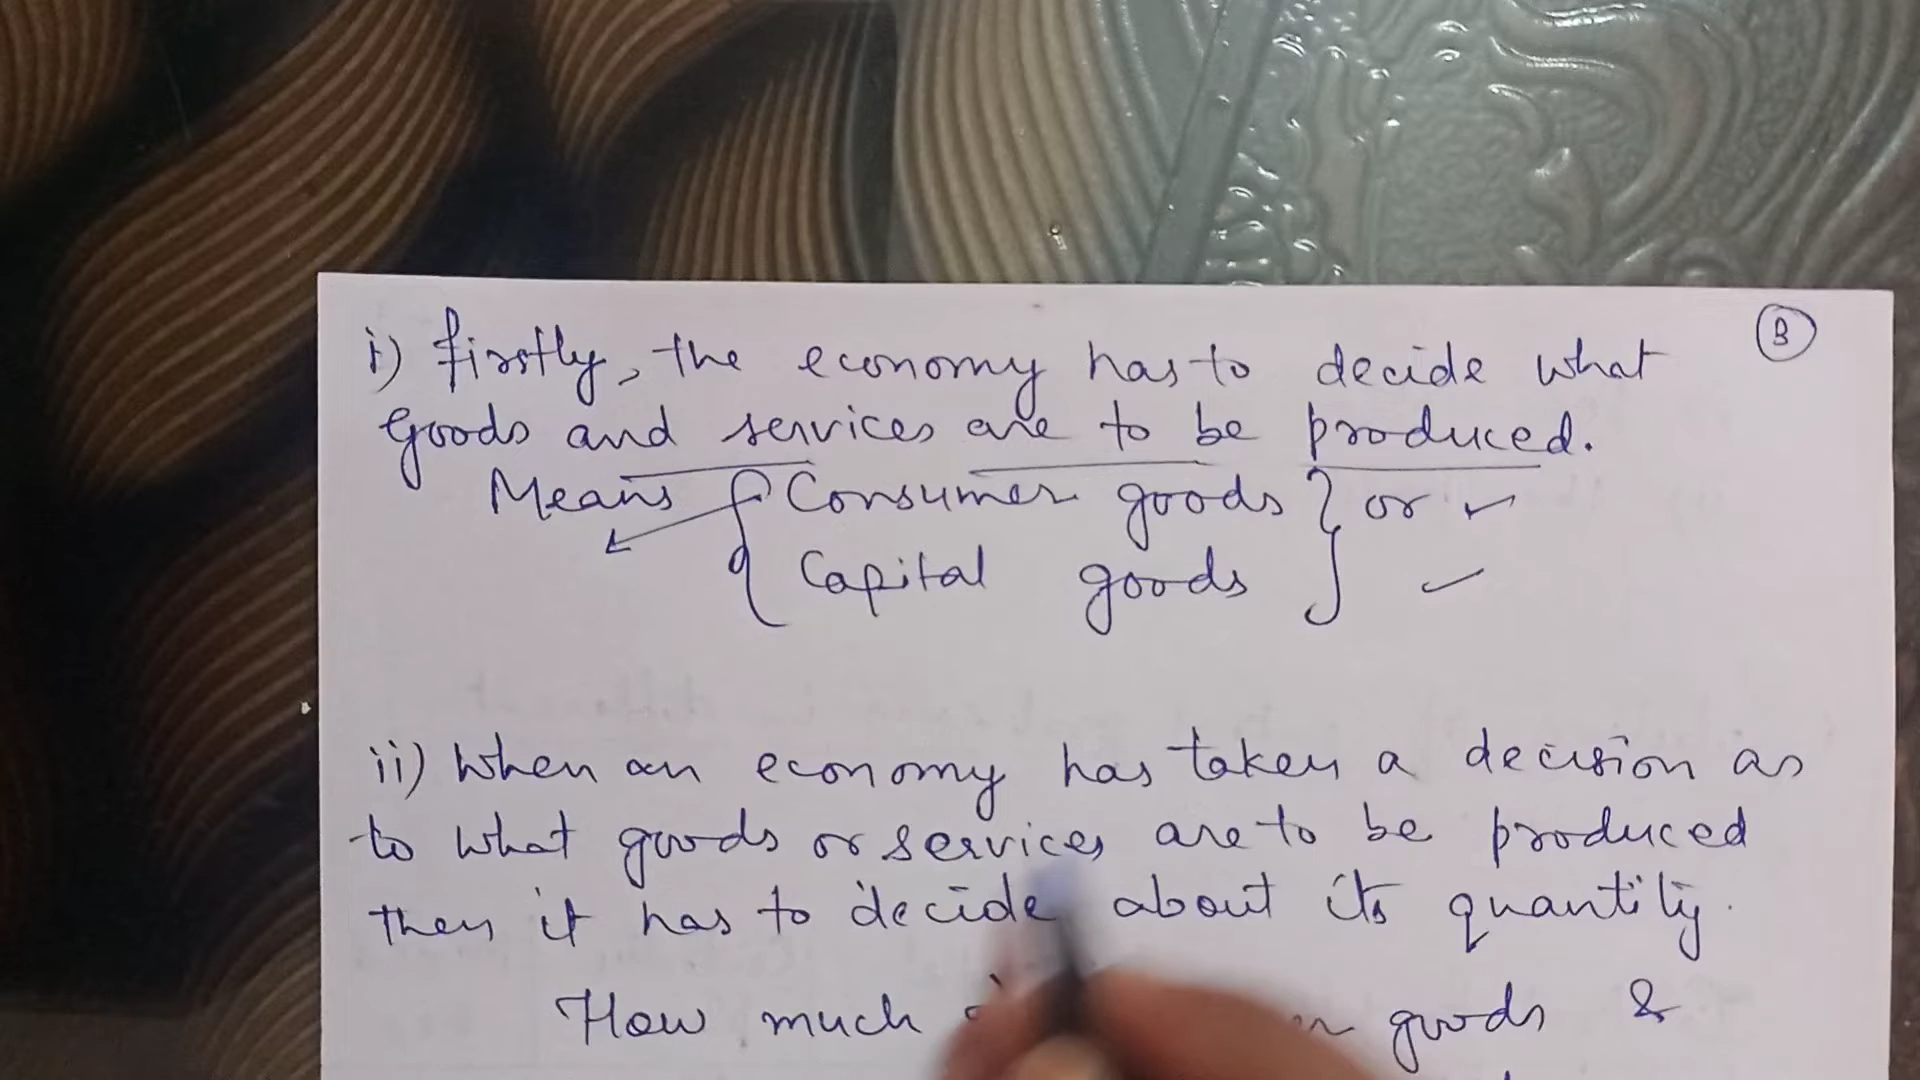 B
i) firstly, the economy has to decide what
goods and services are to be produced.
Means { Consumer goods } or ✓
{ Capital goods } ✓
ii) When an economy has taken a decision as
to what goods or services are to be produced
then it has to decide about its quantity.
How much goods &